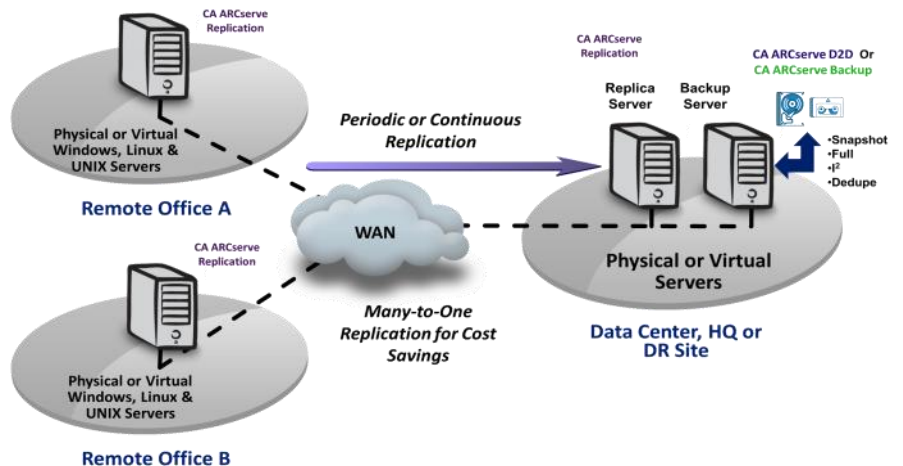 CA ARCserve
Replication
Physical or Virtual
Windows, Linux &
UNIX Servers
Remote Office A
CA ARCserve
Replication
Physical or Virtual
Windows, Linux &
UNIX Servers
Remote Office B
Periodic or Continuous
Replication
WAN
Many-to-One
Replication for Cost
Savings
CA ARCserve
Replication
CA ARCserve D2D Or
CA ARCserve Backup
Replica
Server
Backup
Server
•Snapshot
•Full
•I²
•Dedupe
Physical or Virtual
Servers
Data Center, HQ or
DR Site